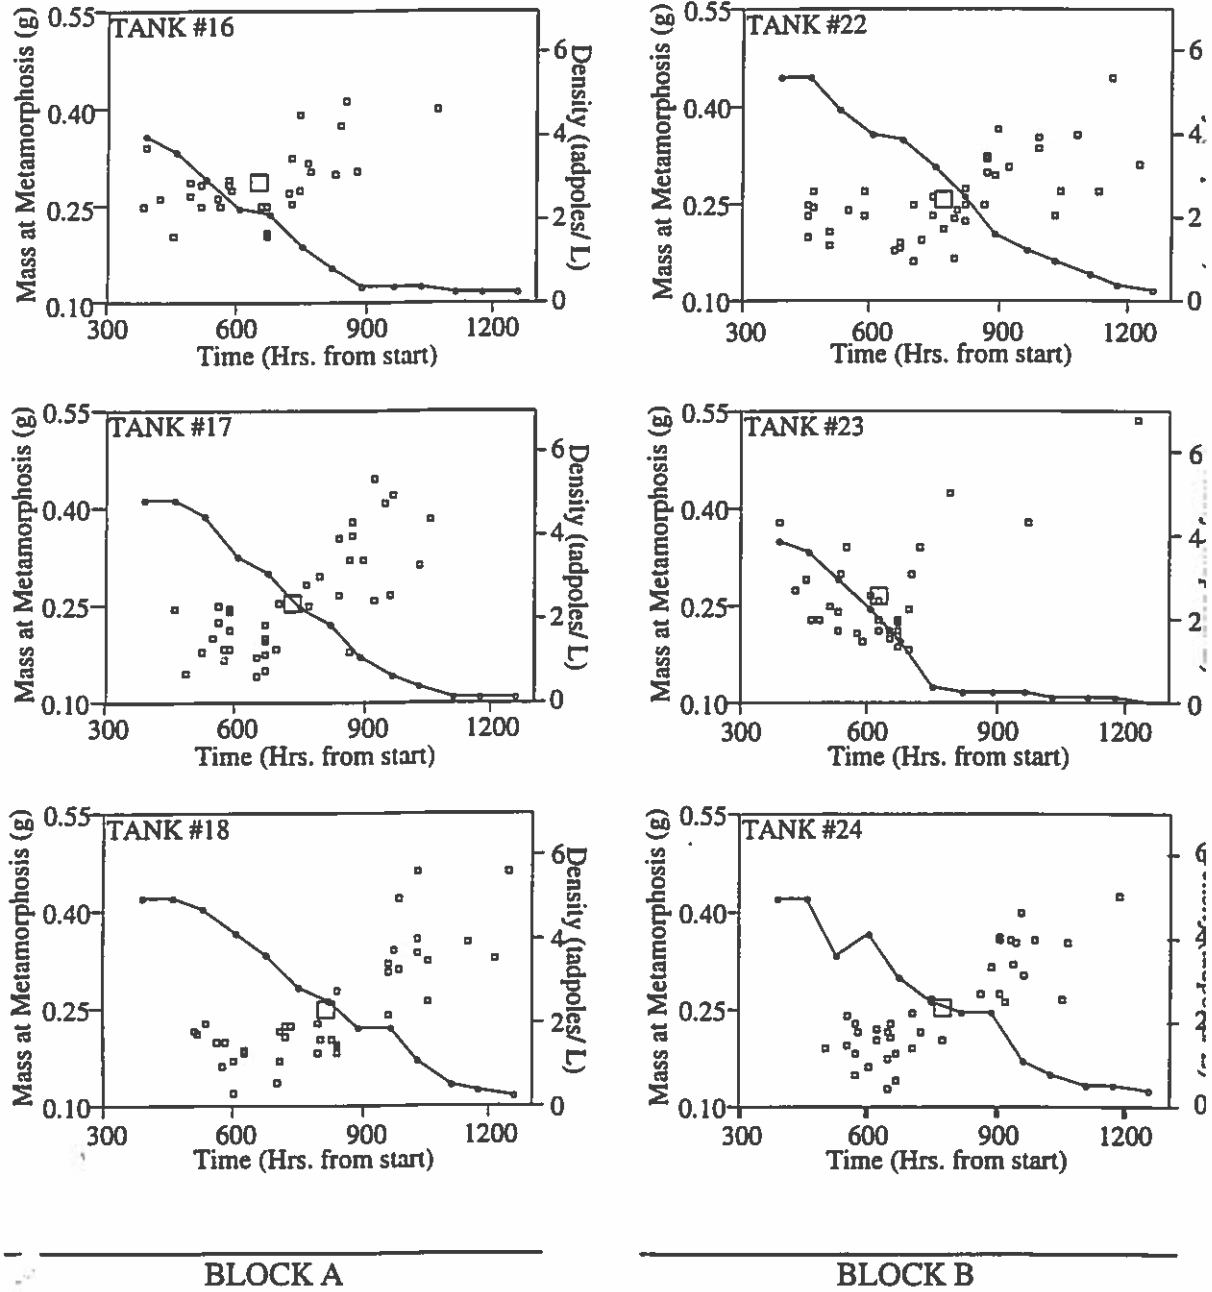 TANK #16
Mass at Metamorphosis (g)
0.55
0.40
0.25
0.10
300 600 900 1200
Time (Hrs. from start)
6
4
2
0
Density (tadpoles/ L)
TANK #22
Mass at Metamorphosis (g)
0.55
0.40
0.25
0.10
300 600 900 1200
Time (Hrs. from start)
6
4
2
0
TANK #17
Mass at Metamorphosis (g)
0.55
0.40
0.25
0.10
300 600 900 1200
Time (Hrs. from start)
6
4
2
0
Density (tadpoles/ L)
TANK #23
Mass at Metamorphosis (g)
0.55
0.40
0.25
0.10
300 600 900 1200
Time (Hrs. from start)
6
4
2
0
TANK #18
Mass at Metamorphosis (g)
0.55
0.40
0.25
0.10
300 600 900 1200
Time (Hrs. from start)
6
4
2
0
Density (tadpoles/ L)
TANK #24
Mass at Metamorphosis (g)
0.55
0.40
0.25
0.10
300 600 900 1200
Time (Hrs. from start)
6
4
2
0
BLOCK A
BLOCK B